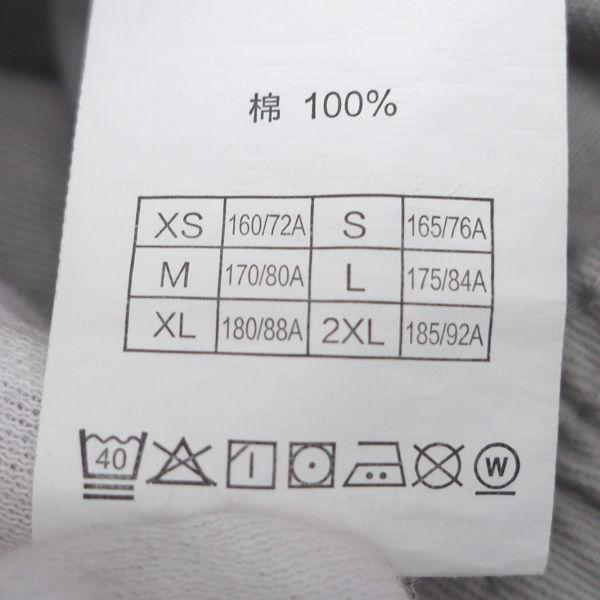 棉 100%
XS 160/72A S 165/76A
M 170/80A L 175/84A
XL 180/88A 2XL 185/92A
40 W